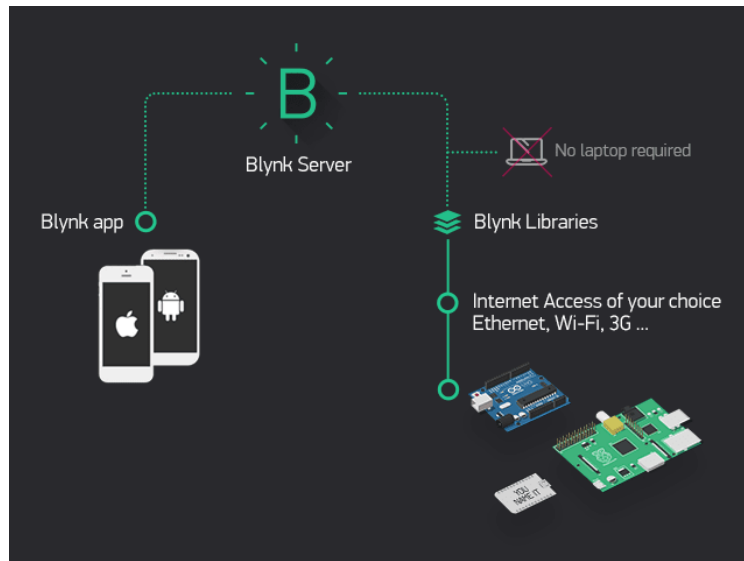 B
Blynk Server
No laptop required
Blynk app
Blynk Libraries
Internet Access of your choice
Ethernet, Wi-Fi, 3G ...
YOU
NAME IT